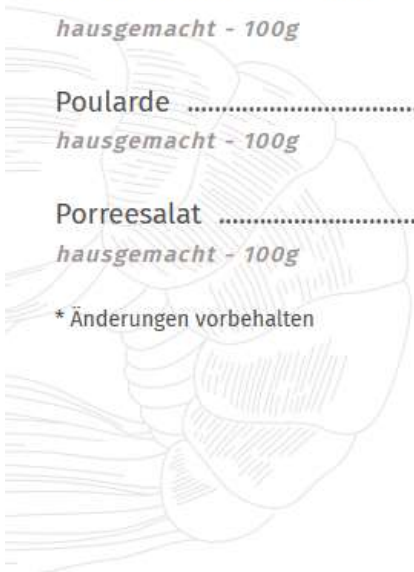 hausgemacht - 100g
Poularde ........................................
hausgemacht - 100g
Porreesalat ...................................
hausgemacht - 100g
* Änderungen vorbehalten